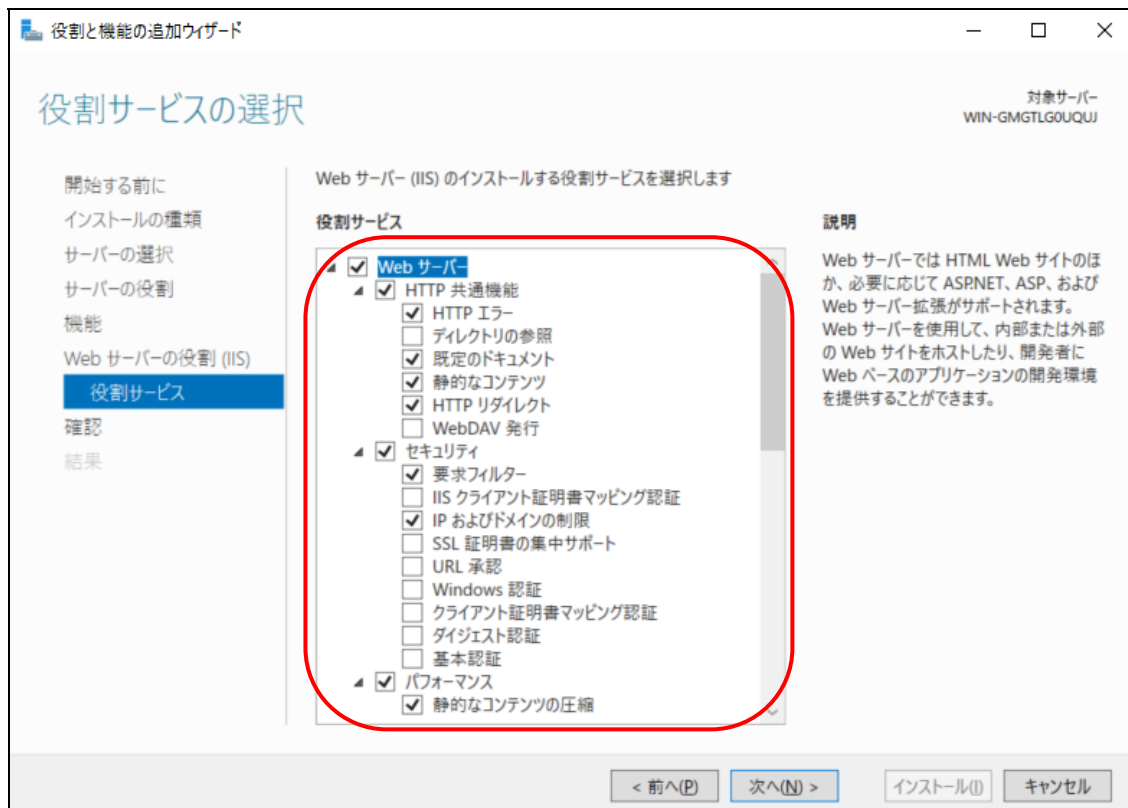 役割と機能の追加ウィザード
役割サービスの選択
対象サーバー
WIN-GMGTLG0UQUJ
開始する前に
インストールの種類
サーバーの選択
サーバーの役割
機能
Web サーバーの役割 (IIS)
役割サービス
確認
結果
Web サーバー (IIS) のインストールする役割サービスを選択します
役割サービス
Web サーバー
HTTP 共通機能
HTTP エラー
ディレクトリの参照
既定のドキュメント
静的なコンテンツ
HTTP リダイレクト
WebDAV 発行
セキュリティ
要求フィルター
IIS クライアント証明書マッピング認証
IP およびドメインの制限
SSL 証明書の集中サポート
URL 承認
Windows 認証
クライアント証明書マッピング認証
ダイジェスト認証
基本認証
パフォーマンス
静的なコンテンツの圧縮
説明
Web サーバーでは HTML Web サイトのほ
か、必要に応じて ASP.NET、ASP、および
Web サーバー拡張がサポートされます。
Web サーバーを使用して、内部または外部
の Web サイトをホストしたり、開発者に
Web ベースのアプリケーションの開発環境
を提供することができます。
< 前へ(P)
次へ(N) >
インストール(I)
キャンセル